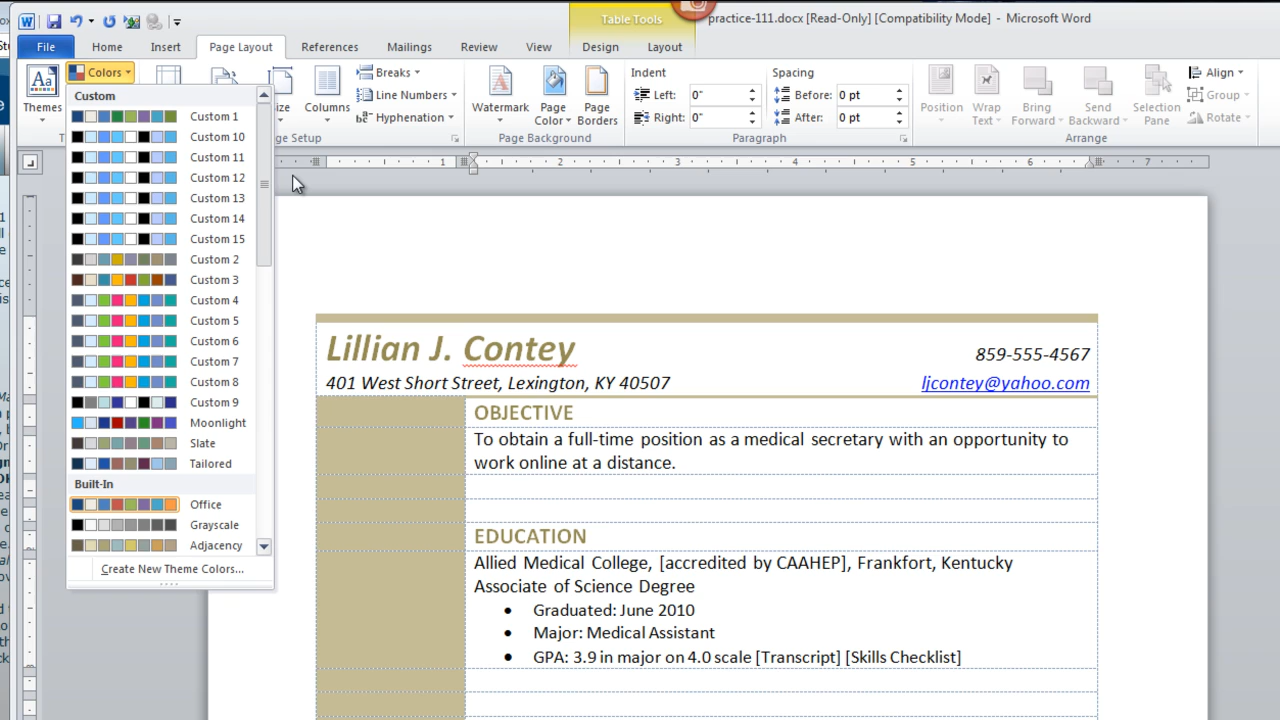 Table Tools
practice-111.docx [Read-Only] [Compatibility Mode] - Microsoft Word
File Home Insert Page Layout References Mailings Review View Design Layout
Colors
Themes
Columns
Breaks
Line Numbers
Hyphenation
Watermark
Page Color
Page Borders
Indent
Left: 0"
Right: 0"
Spacing
Before: 0 pt
After: 0 pt
Position
Wrap Text
Bring Forward
Send Backward
Selection Pane
Align
Group
Rotate
Page Background
Paragraph
Arrange
Custom
Custom 1
Custom 10
Custom 11
Custom 12
Custom 13
Custom 14
Custom 15
Custom 2
Custom 3
Custom 4
Custom 5
Custom 6
Custom 7
Custom 8
Custom 9
Moonlight
Slate
Tailored
Built-In
Office
Grayscale
Adjacency
Create New Theme Colors...
1 2 3 4 5 6 7
Lillian J. Contey
859-555-4567
401 West Short Street, Lexington, KY 40507
ljcontey@yahoo.com
OBJECTIVE
To obtain a full-time position as a medical secretary with an opportunity to
work online at a distance.
EDUCATION
Allied Medical College, [accredited by CAAHEP], Frankfort, Kentucky
Associate of Science Degree
• Graduated: June 2010
• Major: Medical Assistant
• GPA: 3.9 in major on 4.0 scale [Transcript] [Skills Checklist]